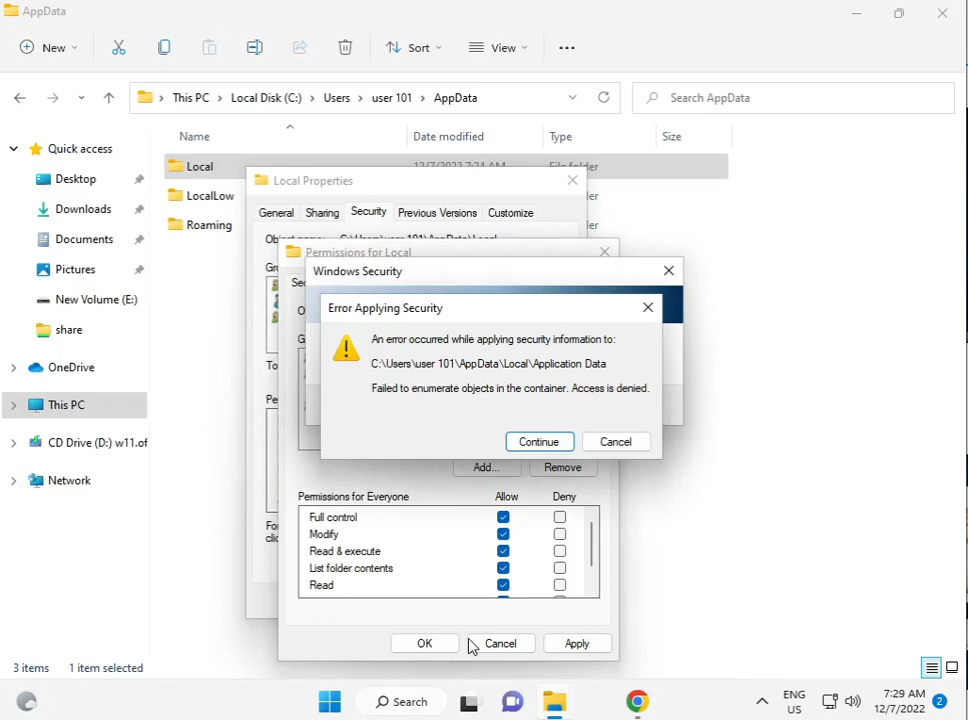 AppData
New
Sort
View
This PC > Local Disk (C:) > Users > user 101 > AppData
Search AppData
Name
Date modified
Type
Size
Quick access
Desktop
Downloads
Documents
Pictures
New Volume (E:)
share
OneDrive
This PC
CD Drive (D:) w11.of
Network
Local
LocalLow
Roaming
Local Properties
General
Sharing
Security
Previous Versions
Customize
Permissions for Local
Windows Security
Error Applying Security
An error occurred while applying security information to:
C:\Users\user 101\AppData\Local\Application Data
Failed to enumerate objects in the container. Access is denied.
Continue
Cancel
Add...
Remove
Permissions for Everyone
Allow
Deny
Full control
Modify
Read & execute
List folder contents
Read
OK
Cancel
Apply
3 items
1 item selected
Search
ENG
US
7:29 AM
12/7/2022
2